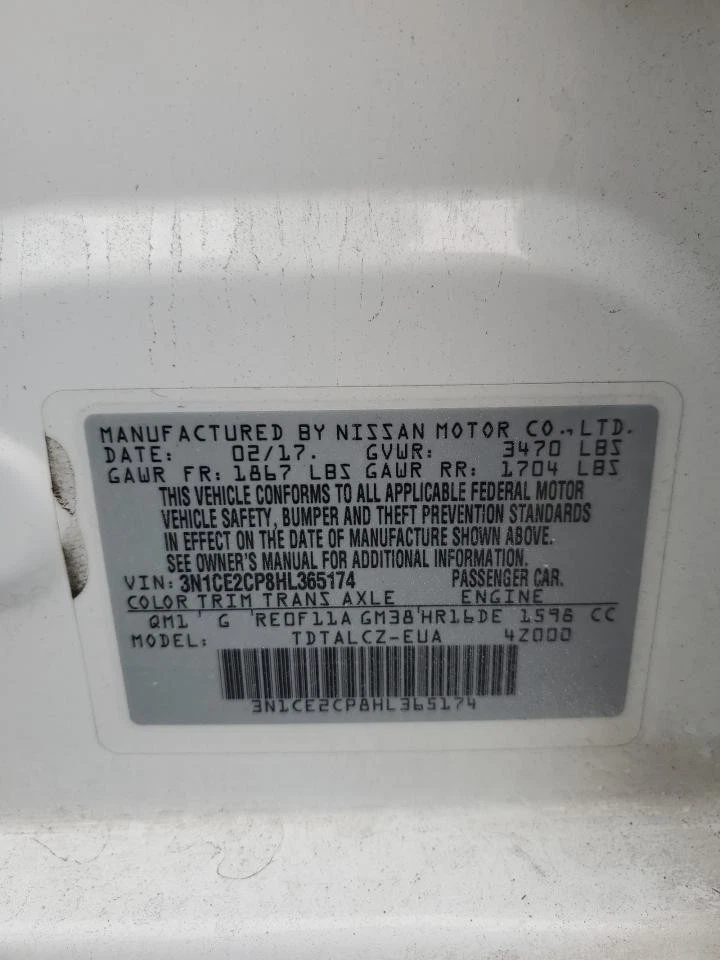 MANUFACTURED BY NISSAN MOTOR CO., LTD.
DATE: 02/17. GVWR: 3470 LBS
GAWR FR: 1867 LBS GAWR RR: 1704 LBS
THIS VEHICLE CONFORMS TO ALL APPLICABLE FEDERAL MOTOR
VEHICLE SAFETY, BUMPER AND THEFT PREVENTION STANDARDS
IN EFFECT ON THE DATE OF MANUFACTURE SHOWN ABOVE.
SEE OWNER'S MANUAL FOR ADDITIONAL INFORMATION.
VIN: 3N1CE2CP8HL365174 PASSENGER CAR.
COLOR TRIM TRANS AXLE ENGINE
QM1 G RE0F11A GM38 HR16DE 1598 CC
MODEL: TDTALCZ-EUA 4Z000
3N1CE2CP8HL365174